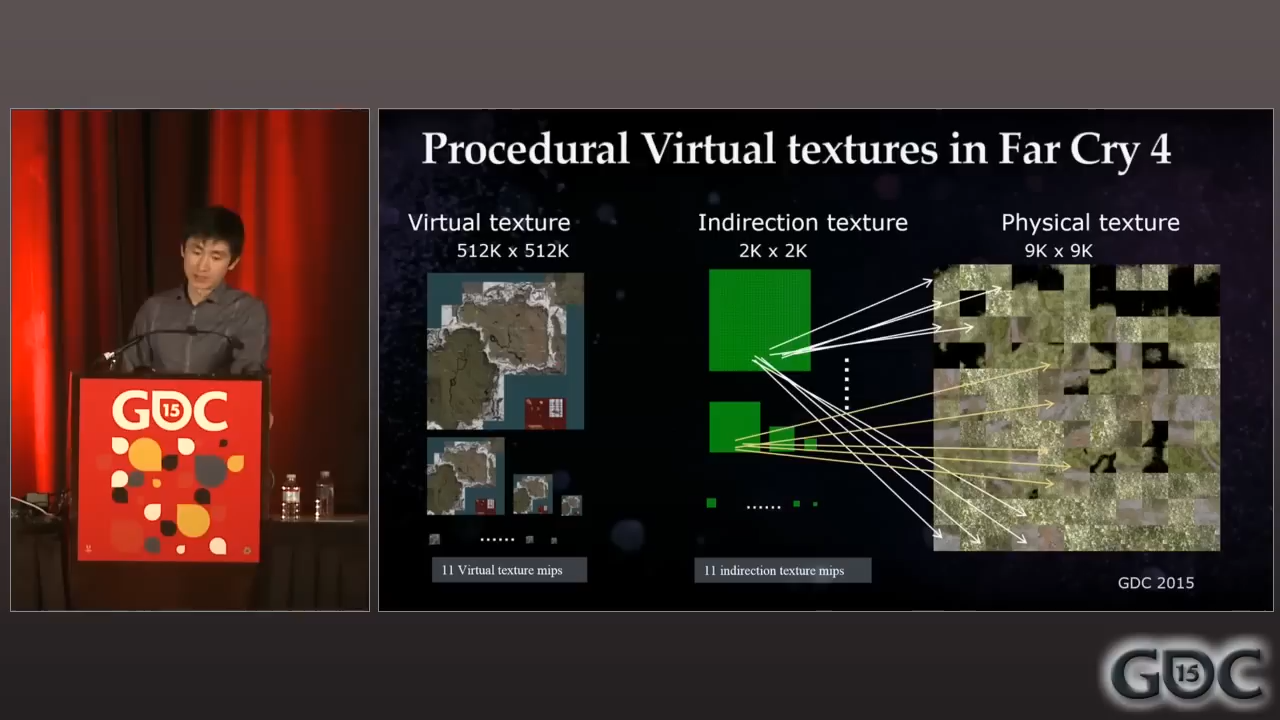 Procedural Virtual textures in Far Cry 4
Virtual texture
512K x 512K
Indirection texture
2K x 2K
Physical texture
9K x 9K
11 Virtual texture mips
11 indirection texture mips
GDC 2015
GDC
15
GDC
15